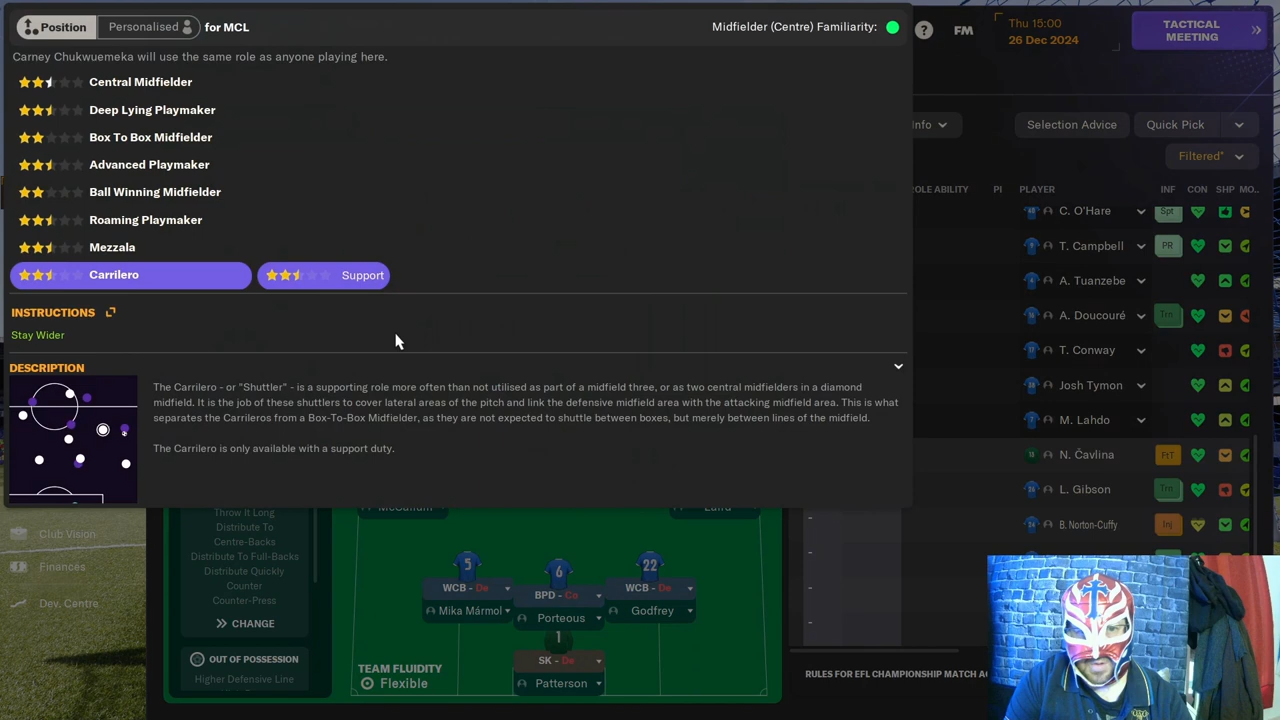 Position
Personalised
for MCL
Midfielder (Centre) Familiarity:
Carney Chukwuemeka will use the same role as anyone playing here.
Central Midfielder
Deep Lying Playmaker
Box To Box Midfielder
Advanced Playmaker
Ball Winning Midfielder
Roaming Playmaker
Mezzala
Carrilero
Support
INSTRUCTIONS
Stay Wider
DESCRIPTION
The Carrilero - or "Shuttler" - is a supporting role more often than not utilised as part of a midfield three, or as two central midfielders in a diamond
midfield. It is the job of these shuttlers to cover lateral areas of the pitch and link the defensive midfield area with the attacking midfield area. This is what
separates the Carrileros from a Box-To-Box Midfielder, as they are not expected to shuttle between boxes, but merely between lines of the midfield.
The Carrilero is only available with a support duty.
?
FM
Thu 15:00
26 Dec 2024
TACTICAL
MEETING
Info
Selection Advice
Quick Pick
Filtered*
ROLE ABILITY
PI
PLAYER
INF
CON
SHP
MO...
C. O'Hare
Spt
T. Campbell
PR
A. Tuanzebe
A. Doucouré
Trn
T. Conway
Josh Tymon
M. Lahdo
N. Čavlina
FtT
L. Gibson
Trn
B. Norton-Cuffy
Inj
RULES FOR EFL CHAMPIONSHIP MATCH
Club Vision
Finances
Dev. Centre
Throw It Long
Distribute To
Centre-Backs
Distribute To Full-Backs
Distribute Quickly
Counter
Counter-Press
CHANGE
OUT OF POSSESSION
Higher Defensive Line
McCallum
Laird
5
WCB - De
Mika Mármol
6
BPD - Co
Porteous
22
WCB - De
Godfrey
1
SK - De
Patterson
TEAM FLUIDITY
Flexible